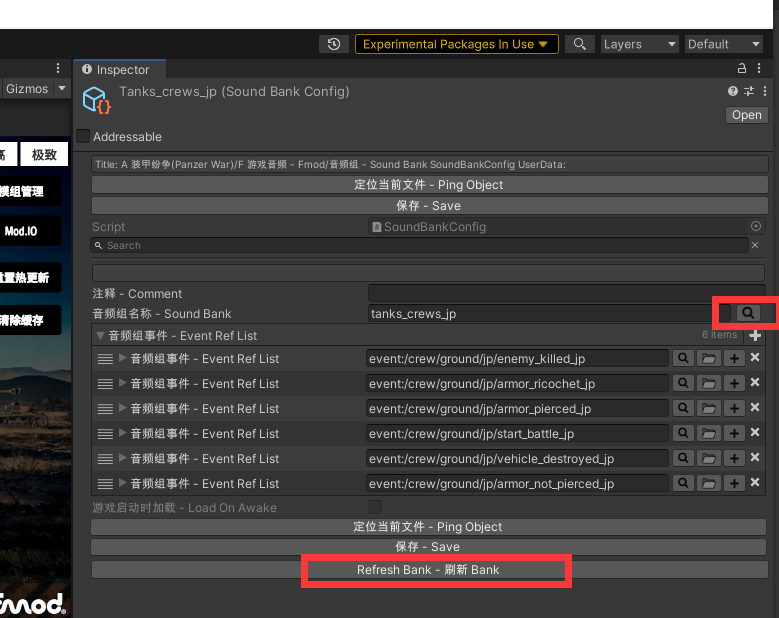 Experimental Packages In Use
Layers
Default
Inspector
Gizmos
Tanks_crews_jp (Sound Bank Config)
Open
Addressable
极致
Title: A 装甲纷争(Panzer War)/F 游戏音频 - Fmod/音频组 - Sound Bank SoundBankConfig UserData:
定位当前文件 - Ping Object
模组管理
保存 - Save
Script
SoundBankConfig
Mod.IO
Search
重置热更新
注释 - Comment
音频组名称 - Sound Bank
tanks_crews_jp
清除缓存
音频组事件 - Event Ref List
6 items
音频组事件 - Event Ref List
event:/crew/ground/jp/enemy_killed_jp
音频组事件 - Event Ref List
event:/crew/ground/jp/armor_ricochet_jp
音频组事件 - Event Ref List
event:/crew/ground/jp/armor_pierced_jp
音频组事件 - Event Ref List
event:/crew/ground/jp/start_battle_jp
音频组事件 - Event Ref List
event:/crew/ground/jp/vehicle_destroyed_jp
音频组事件 - Event Ref List
event:/crew/ground/jp/armor_not_pierced_jp
游戏启动时加载 - Load On Awake
定位当前文件 - Ping Object
保存 - Save
Refresh Bank - 刷新 Bank
fmod